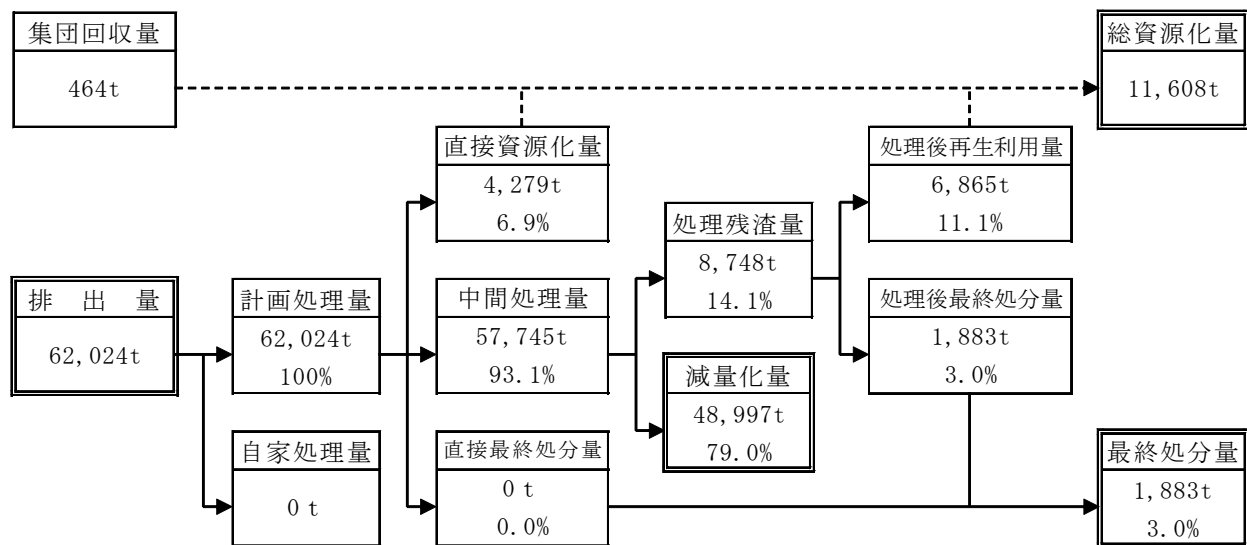 集団回収量
464t
総資源化量
11,608t
直接資源化量
4,279t
6.9%
処理後再生利用量
6,865t
11.1%
処理残渣量
8,748t
14.1%
排 出 量
62,024t
計画処理量
62,024t
100%
中間処理量
57,745t
93.1%
処理後最終処分量
1,883t
3.0%
減量化量
48,997t
79.0%
自家処理量
0 t
直接最終処分量
0 t
0.0%
最終処分量
1,883t
3.0%